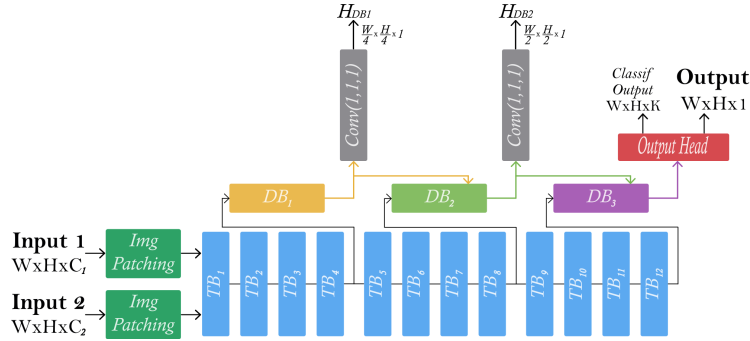 H_DB1
W/4 x H/4 x 1
H_DB2
W/2 x H/2 x 1
Conv(1,1,1)
Conv(1,1,1)
Classif
Output
WxHxK
Output
WxHx1
Output Head
DB_1
DB_2
DB_3
Input 1
WxHxC_1
Img
Patching
Input 2
WxHxC_2
Img
Patching
TB_1
TB_2
TB_3
TB_4
TB_5
TB_6
TB_7
TB_8
TB_9
TB_10
TB_11
TB_12